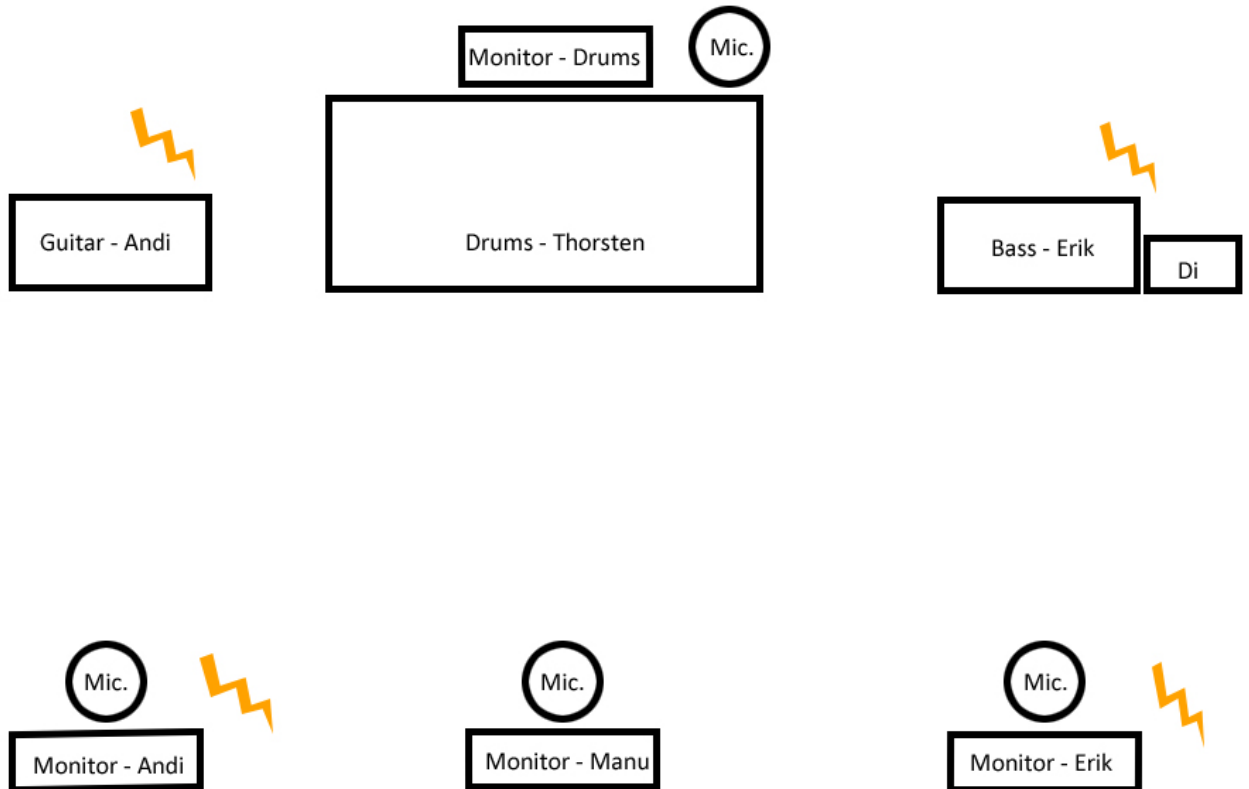 Monitor - Drums
Mic.
Guitar - Andi
Drums - Thorsten
Bass - Erik
Di
Mic.
Mic.
Mic.
Monitor - Andi
Monitor - Manu
Monitor - Erik